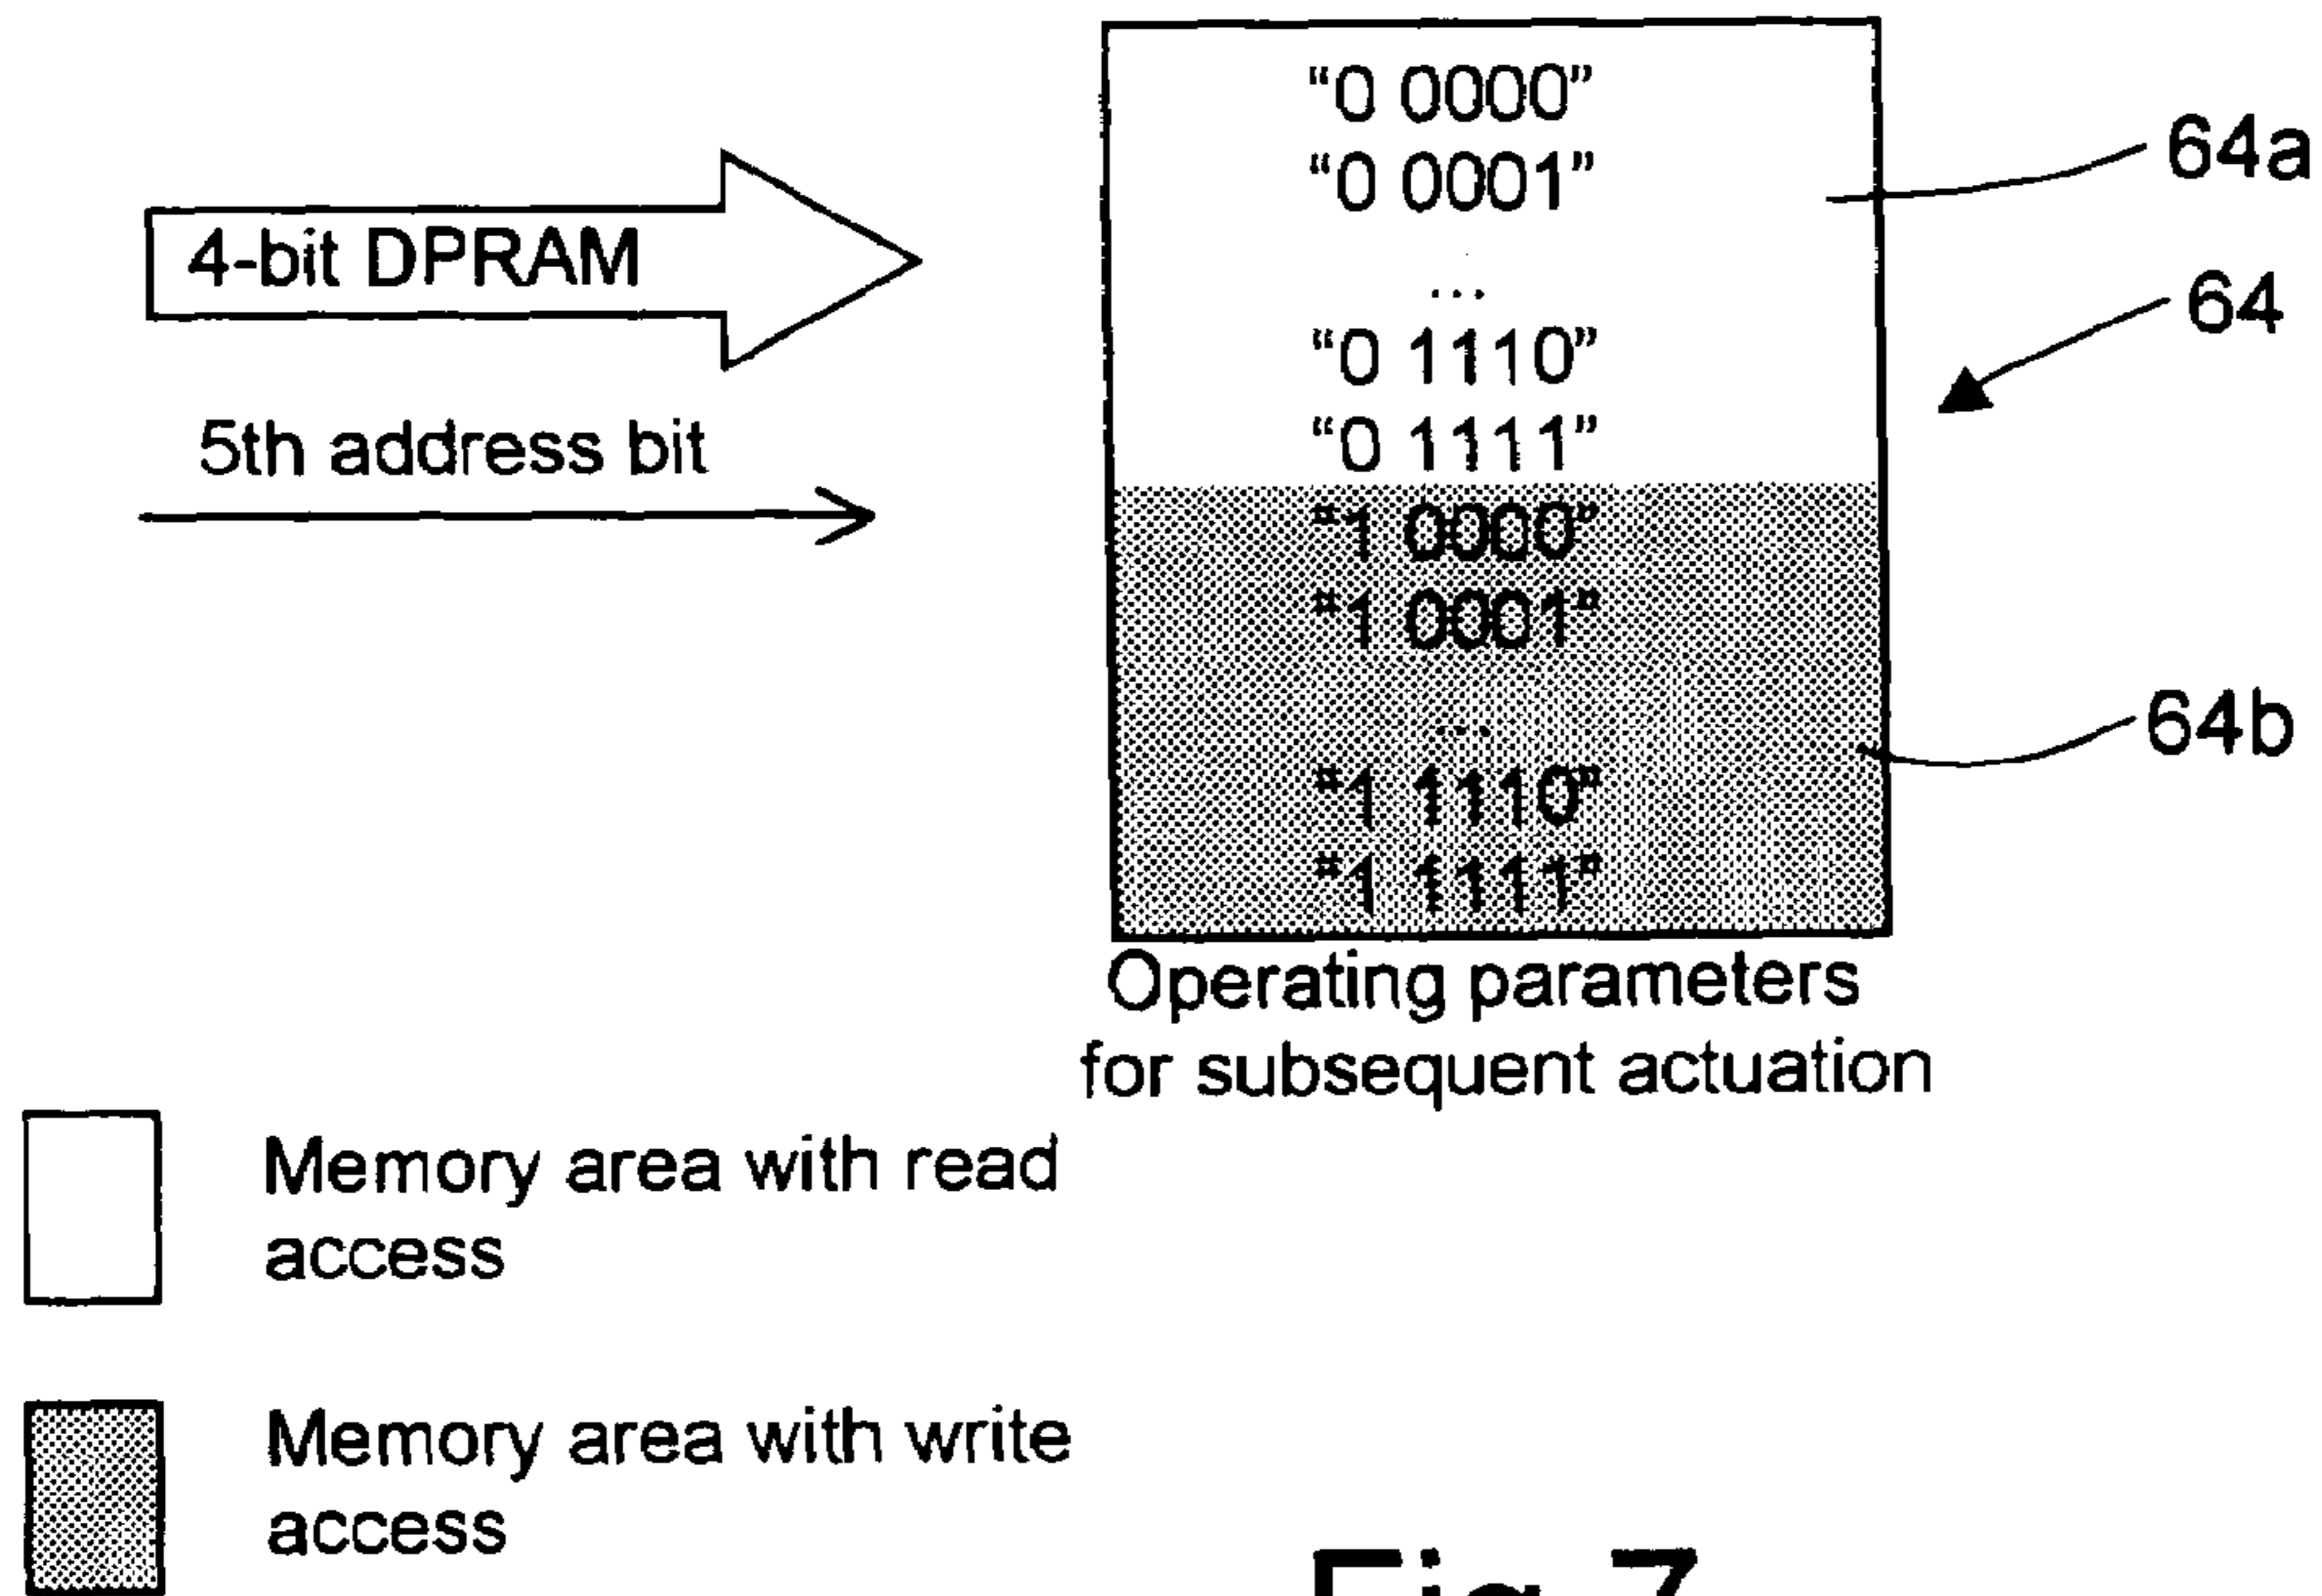 “0 0000”
“0 0001”
64a
4-bit DPRAM
...
64
“0 1110”
“0 1111”
5th address bit
“1 0000”
“1 0001”
...
64b
“1 1110”
“1 1111”
Operating parameters
for subsequent actuation
Memory area with read
access
Memory area with write
access
Fig 7